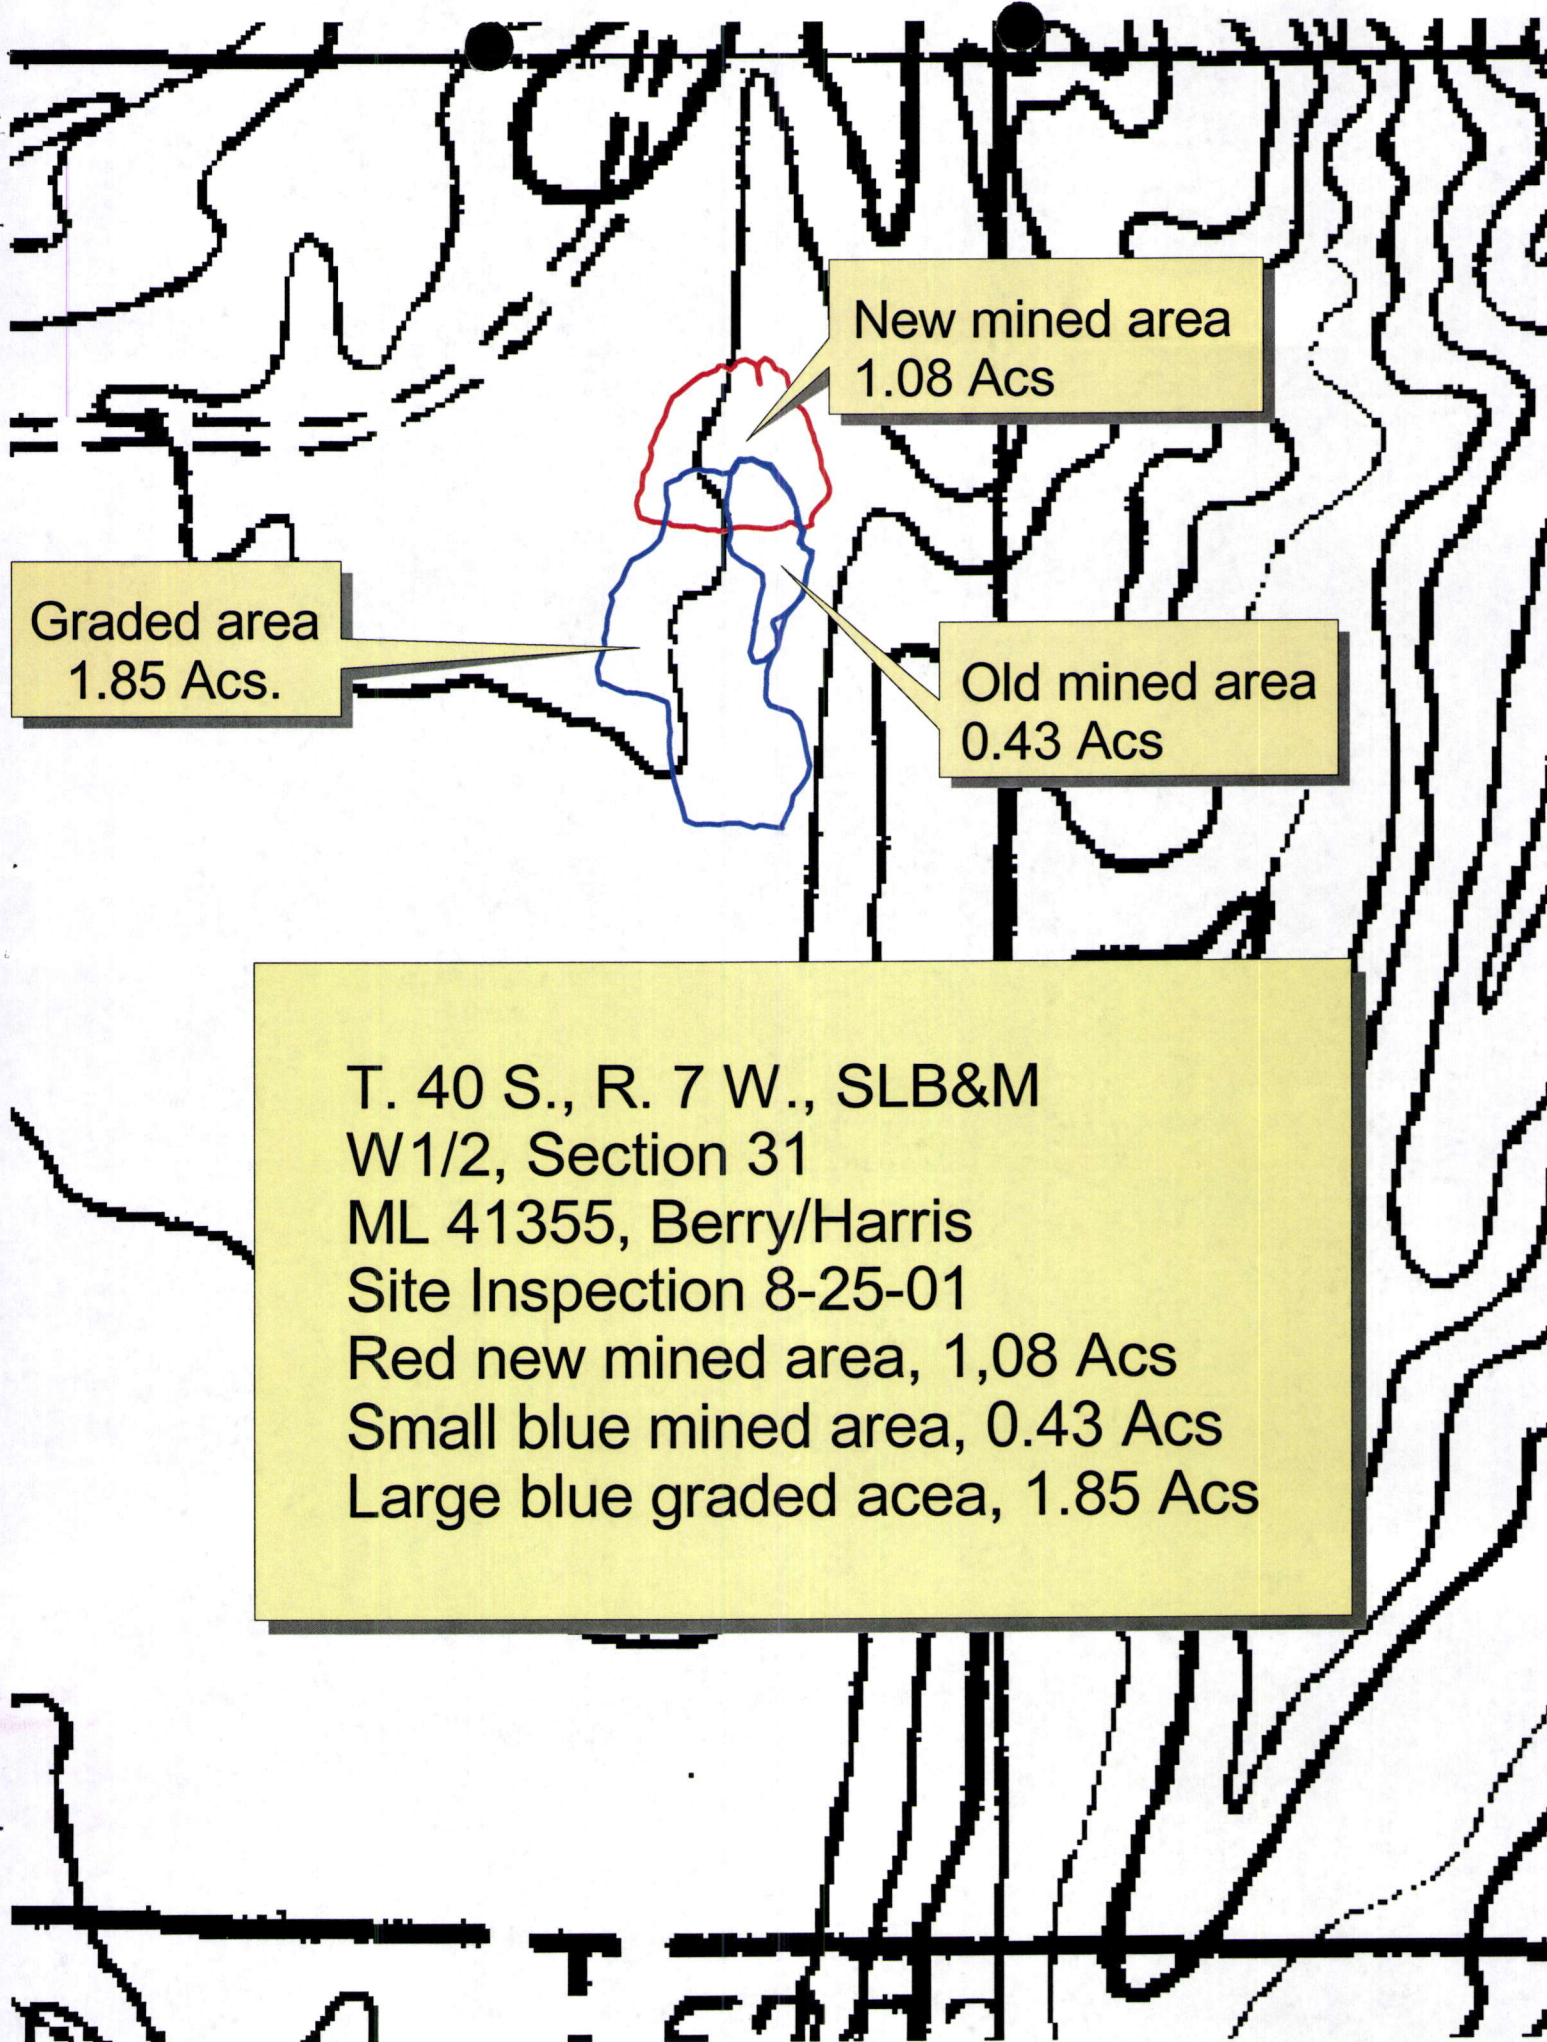 New mined area
1.08 Acs
Graded area
1.85 Acs.
Old mined area
0.43 Acs
T. 40 S., R. 7 W., SLB&M
W1/2, Section 31
ML 41355, Berry/Harris
Site Inspection 8-25-01
Red new mined area, 1,08 Acs
Small blue mined area, 0.43 Acs
Large blue graded acea, 1.85 Acs